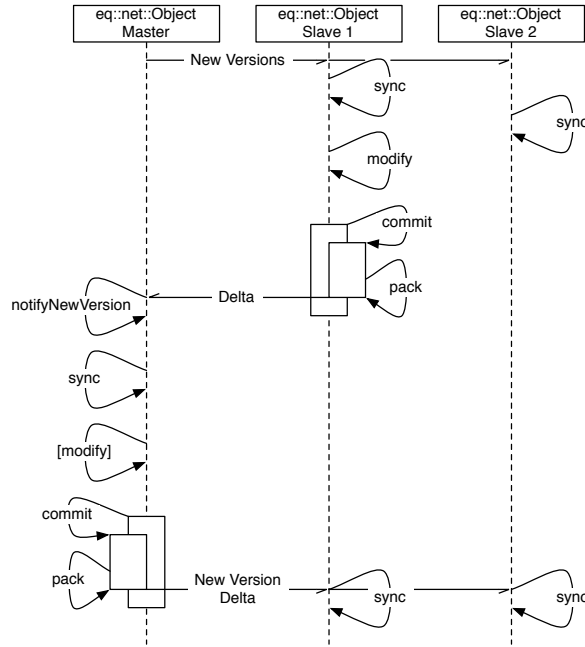 eq::net::Object
Master
eq::net::Object
Slave 1
eq::net::Object
Slave 2
New Versions
sync
sync
modify
commit
pack
Delta
notifyNewVersion
sync
[modify]
commit
pack
New Version
Delta
sync
sync